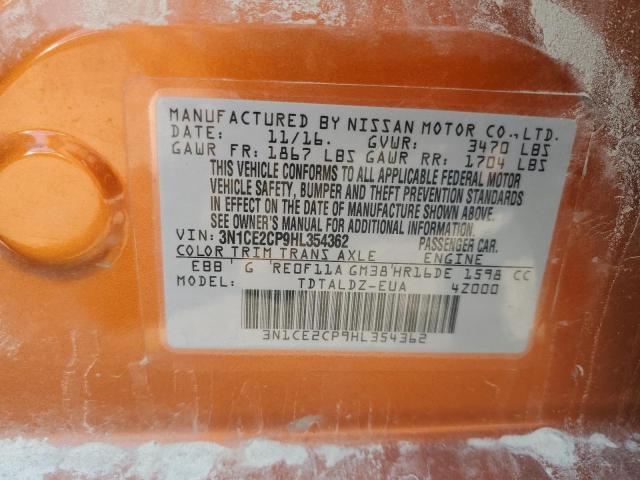 MANUFACTURED BY NISSAN MOTOR CO.,LTD.
DATE: 11/16. GVWR: 3470 LBS
GAWR FR: 1867 LBS GAWR RR: 1704 LBS
THIS VEHICLE CONFORMS TO ALL APPLICABLE FEDERAL MOTOR
VEHICLE SAFETY, BUMPER AND THEFT PREVENTION STANDARDS
IN EFFECT ON THE DATE OF MANUFACTURE SHOWN ABOVE.
SEE OWNER'S MANUAL FOR ADDITIONAL INFORMATION.
VIN: 3N1CE2CP9HL354362 PASSENGER CAR.
COLOR TRIM TRANS AXLE ENGINE
EBB G RE0F11A GM38 HR16DE 1598 CC
MODEL: TDTALDZ-EUA 4Z000
3N1CE2CP9HL354362